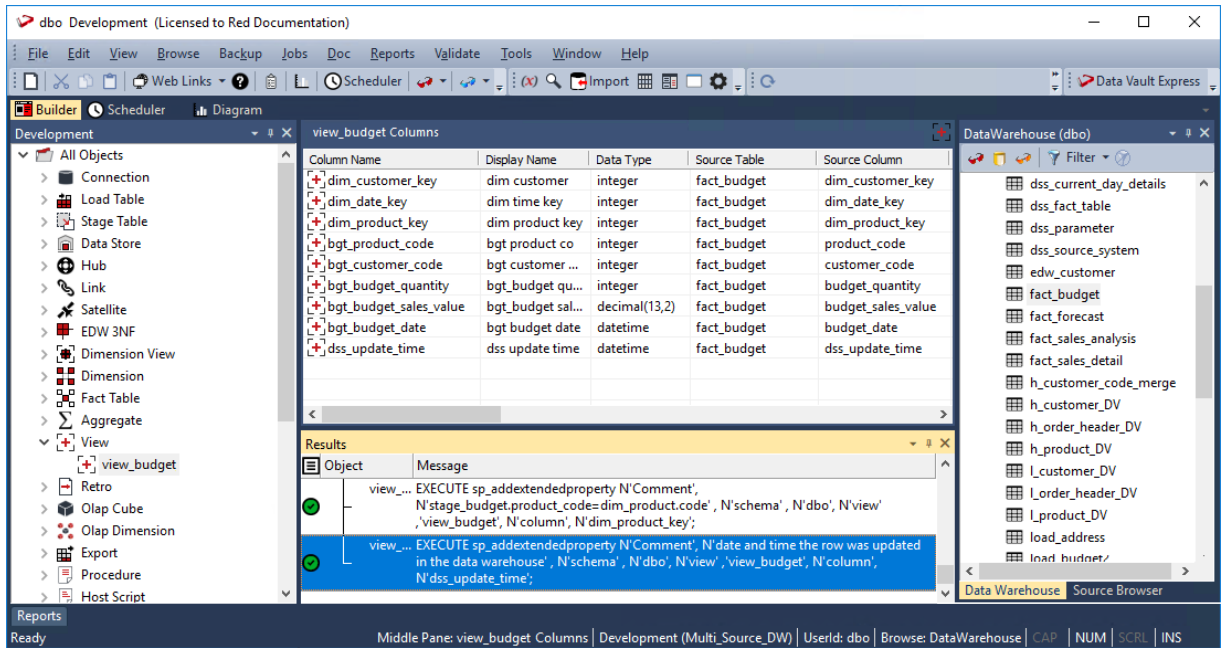 dbo Development (Licensed to Red Documentation)
File Edit View Browse Backup Jobs Doc Reports Validate Tools Window Help
Web Links Scheduler (x) Import Data Vault Express
Builder Scheduler Diagram
Development
All Objects
Connection
Load Table
Stage Table
Data Store
Hub
Link
Satellite
EDW 3NF
Dimension View
Dimension
Fact Table
Aggregate
View
view_budget
Retro
Olap Cube
Olap Dimension
Export
Procedure
Host Script
view_budget Columns
Column Name Display Name Data Type Source Table Source Column
dim_customer_key dim customer integer fact_budget dim_customer_key
dim_date_key dim time key integer fact_budget dim_date_key
dim_product_key dim product key integer fact_budget dim_product_key
bgt_product_code bgt product co integer fact_budget product_code
bgt_customer_code bgt customer ... integer fact_budget customer_code
bgt_budget_quantity bgt_budget qu... integer fact_budget budget_quantity
bgt_budget_sales_value bgt_budget sal... decimal(13,2) fact_budget budget_sales_value
bgt_budget_date bgt budget date datetime fact_budget budget_date
dss_update_time dss update time datetime fact_budget dss_update_time
Results
Object Message
view_... EXECUTE sp_addextendedproperty N'Comment',
N'stage_budget.product_code=dim_product.code' , N'schema' , N'dbo', N'view'
,'view_budget', N'column', N'dim_product_key';
view_... EXECUTE sp_addextendedproperty N'Comment', N'date and time the row was updated
in the data warehouse' , N'schema' , N'dbo', N'view' ,'view_budget', N'column',
N'dss_update_time';
DataWarehouse (dbo)
Filter
dss_current_day_details
dss_fact_table
dss_parameter
dss_source_system
edw_customer
fact_budget
fact_forecast
fact_sales_analysis
fact_sales_detail
h_customer_code_merge
h_customer_DV
h_order_header_DV
h_product_DV
l_customer_DV
l_order_header_DV
l_product_DV
load_address
Data Warehouse Source Browser
Reports
Ready Middle Pane: view_budget Columns Development (Multi_Source_DW) UserId: dbo Browse: DataWarehouse CAP NUM SCRL INS